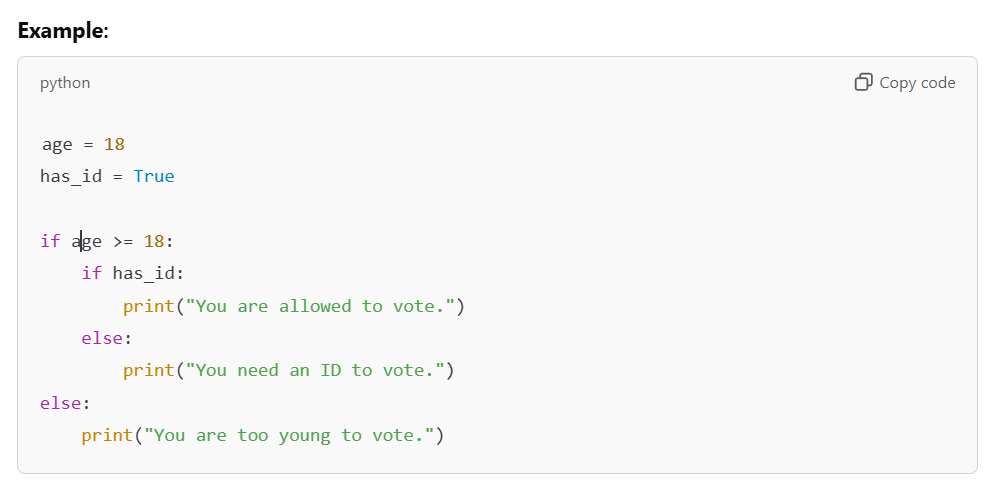 Example:
python
Copy code
age = 18
has_id = True
if age >= 18:
    if has_id:
        print("You are allowed to vote.")
    else:
        print("You need an ID to vote.")
else:
    print("You are too young to vote.")